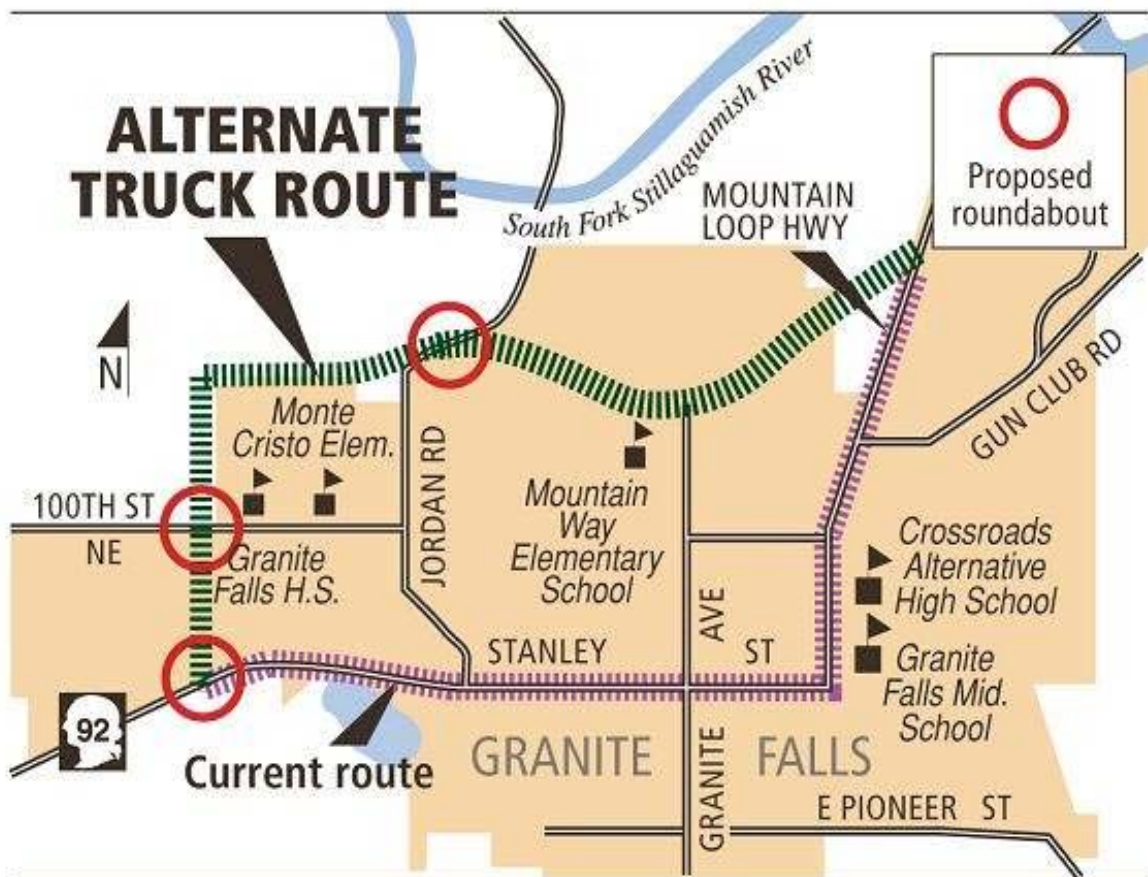 ALTERNATE
TRUCK ROUTE
South Fork Stillaguamish River
MOUNTAIN
LOOP HWY
Proposed
roundabout
N
Monte
Cristo Elem.
JORDAN RD
GUN CLUB RD
100TH ST
NE
Granite
Falls H.S.
Mountain
Way
Elementary
School
Crossroads
Alternative
High School
Granite
Falls Mid.
School
STANLEY ST
GRANITE AVE
92
Current route
GRANITE FALLS
E PIONEER ST